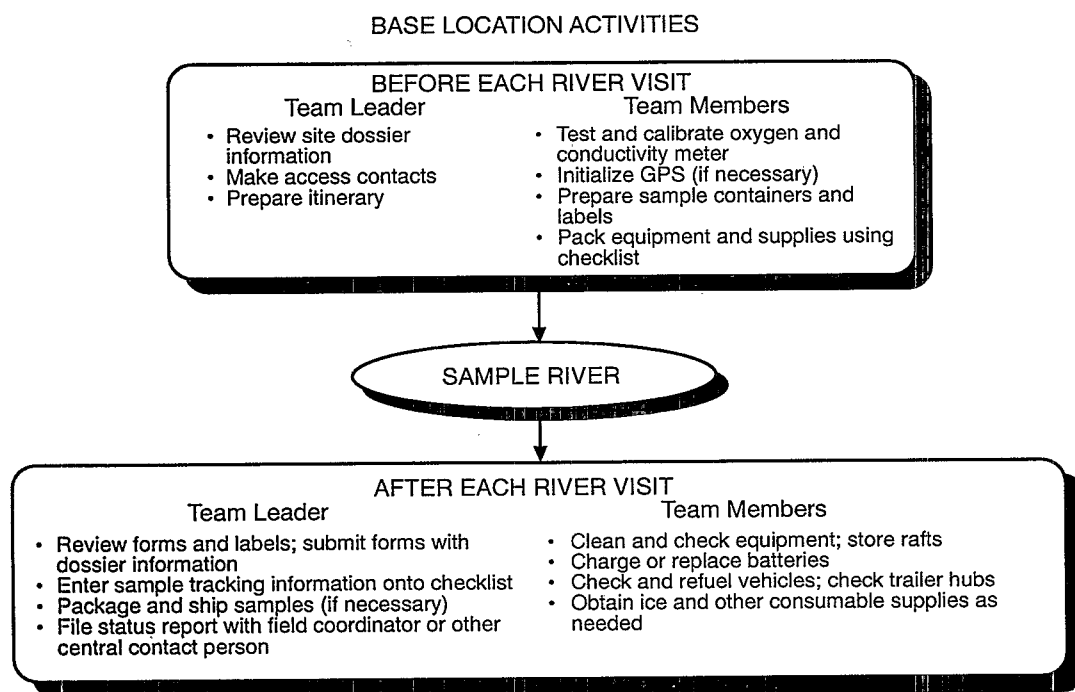 BASE LOCATION ACTIVITIES
BEFORE EACH RIVER VISIT
Team Leader
• Review site dossier
information
• Make access contacts
• Prepare itinerary
Team Members
• Test and calibrate oxygen and
conductivity meter
• Initialize GPS (if necessary)
• Prepare sample containers and
labels
• Pack equipment and supplies using
checklist
SAMPLE RIVER
AFTER EACH RIVER VISIT
Team Leader
• Review forms and labels; submit forms with
dossier information
• Enter sample tracking information onto checklist
• Package and ship samples (if necessary)
• File status report with field coordinator or other
central contact person
Team Members
• Clean and check equipment; store rafts
• Charge or replace batteries
• Check and refuel vehicles; check trailer hubs
• Obtain ice and other consumable supplies as
needed